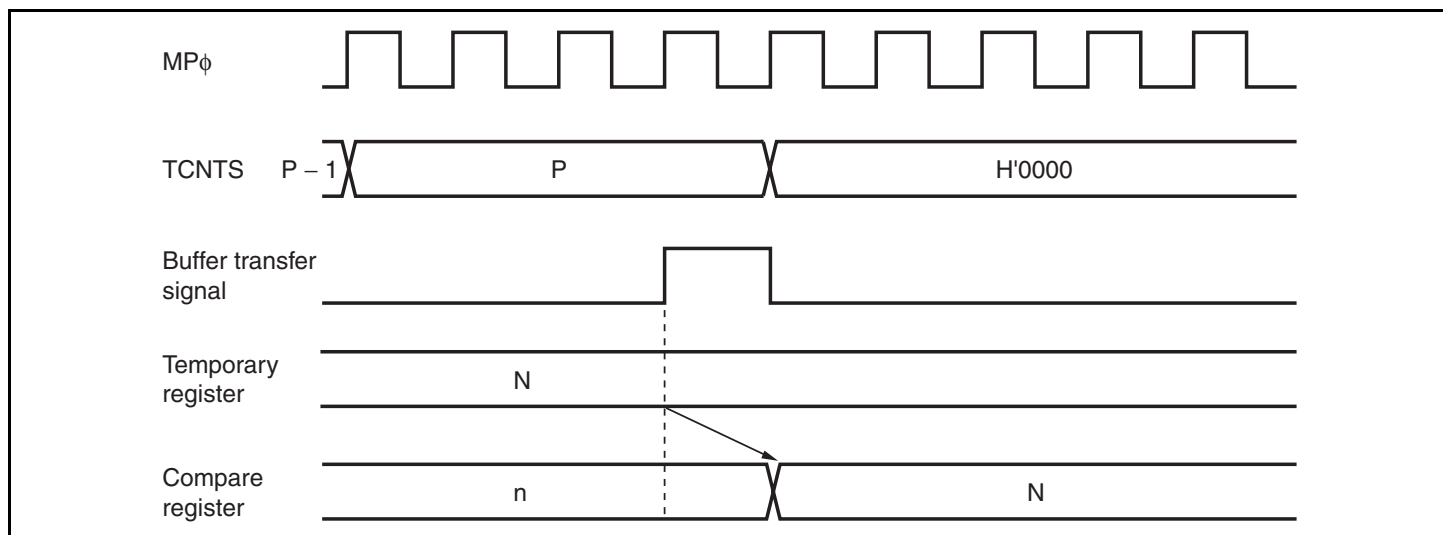 MPφ
TCNTS P – 1 P H'0000
Buffer transfer
signal
Temporary
register
N
Compare
register
n N